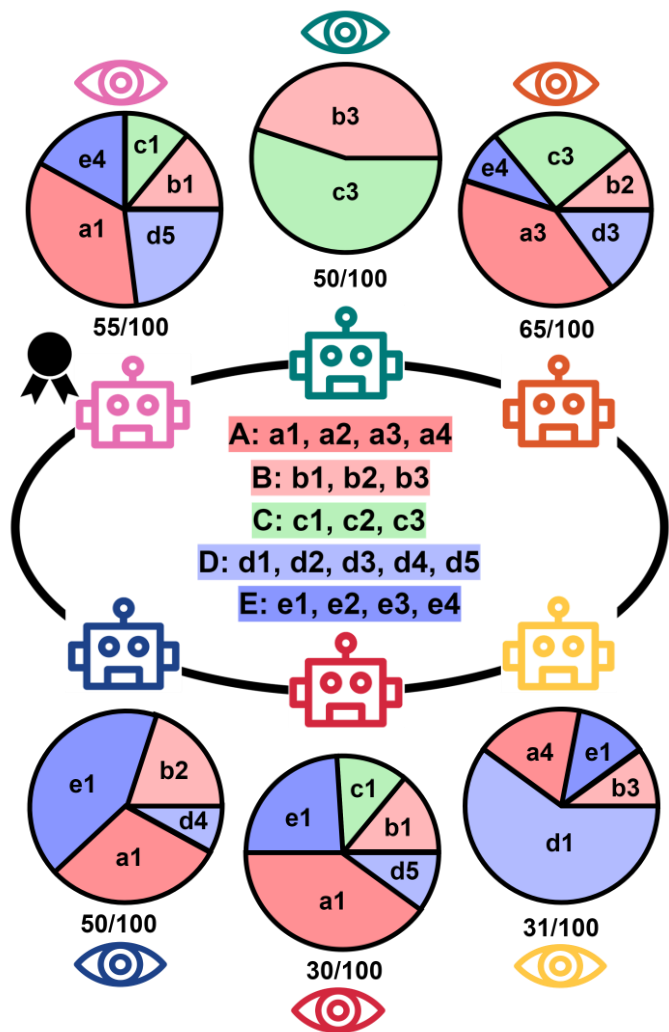 e4
c1
b1
a1
d5
55/100
b3
c3
50/100
c3
e4
b2
a3
d3
65/100
A: a1, a2, a3, a4
B: b1, b2, b3
C: c1, c2, c3
D: d1, d2, d3, d4, d5
E: e1, e2, e3, e4
e1
b2
d4
a1
50/100
c1
e1
b1
d5
a1
30/100
a4
e1
b3
d1
31/100